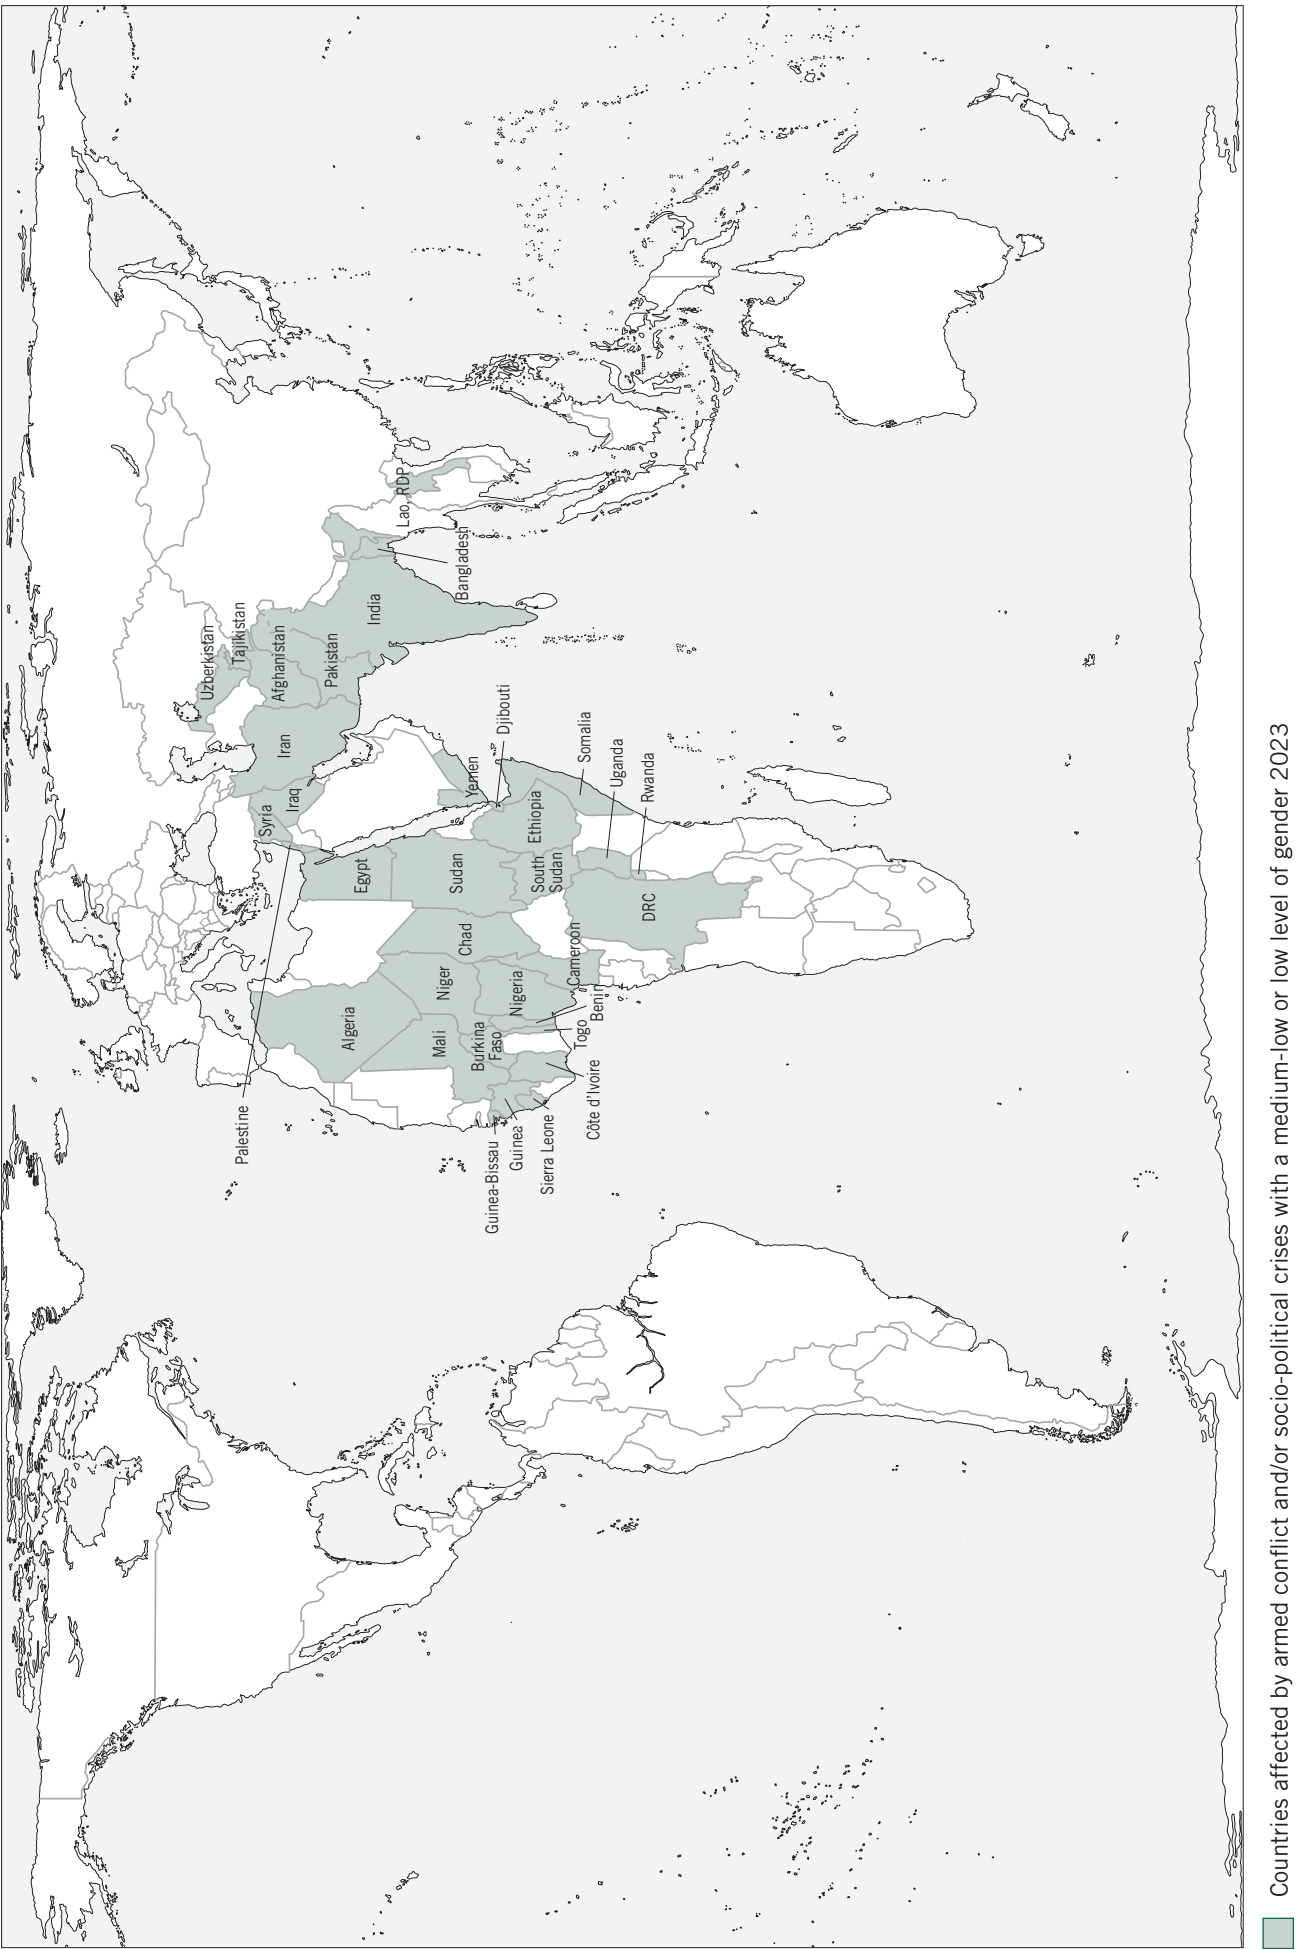 Uzberkistan
Tajikistan
Afghanistan
Pakistan
India
Bangladesh
Lao, RDP
Iran
Iraq
Syria
Palestine
Yemen
Djibouti
Somalia
Uganda
Rwanda
Ethiopia
Egypt
Sudan
South
Sudan
DRC
Chad
Cameroon
Niger
Nigeria
Benin
Togo
Algeria
Mali
Burkina
Faso
Côte d'Ivoire
Guinea-Bissau
Guinea
Sierra Leone
Countries affected by armed conflict and/or socio-political crises with a medium-low or low level of gender 2023